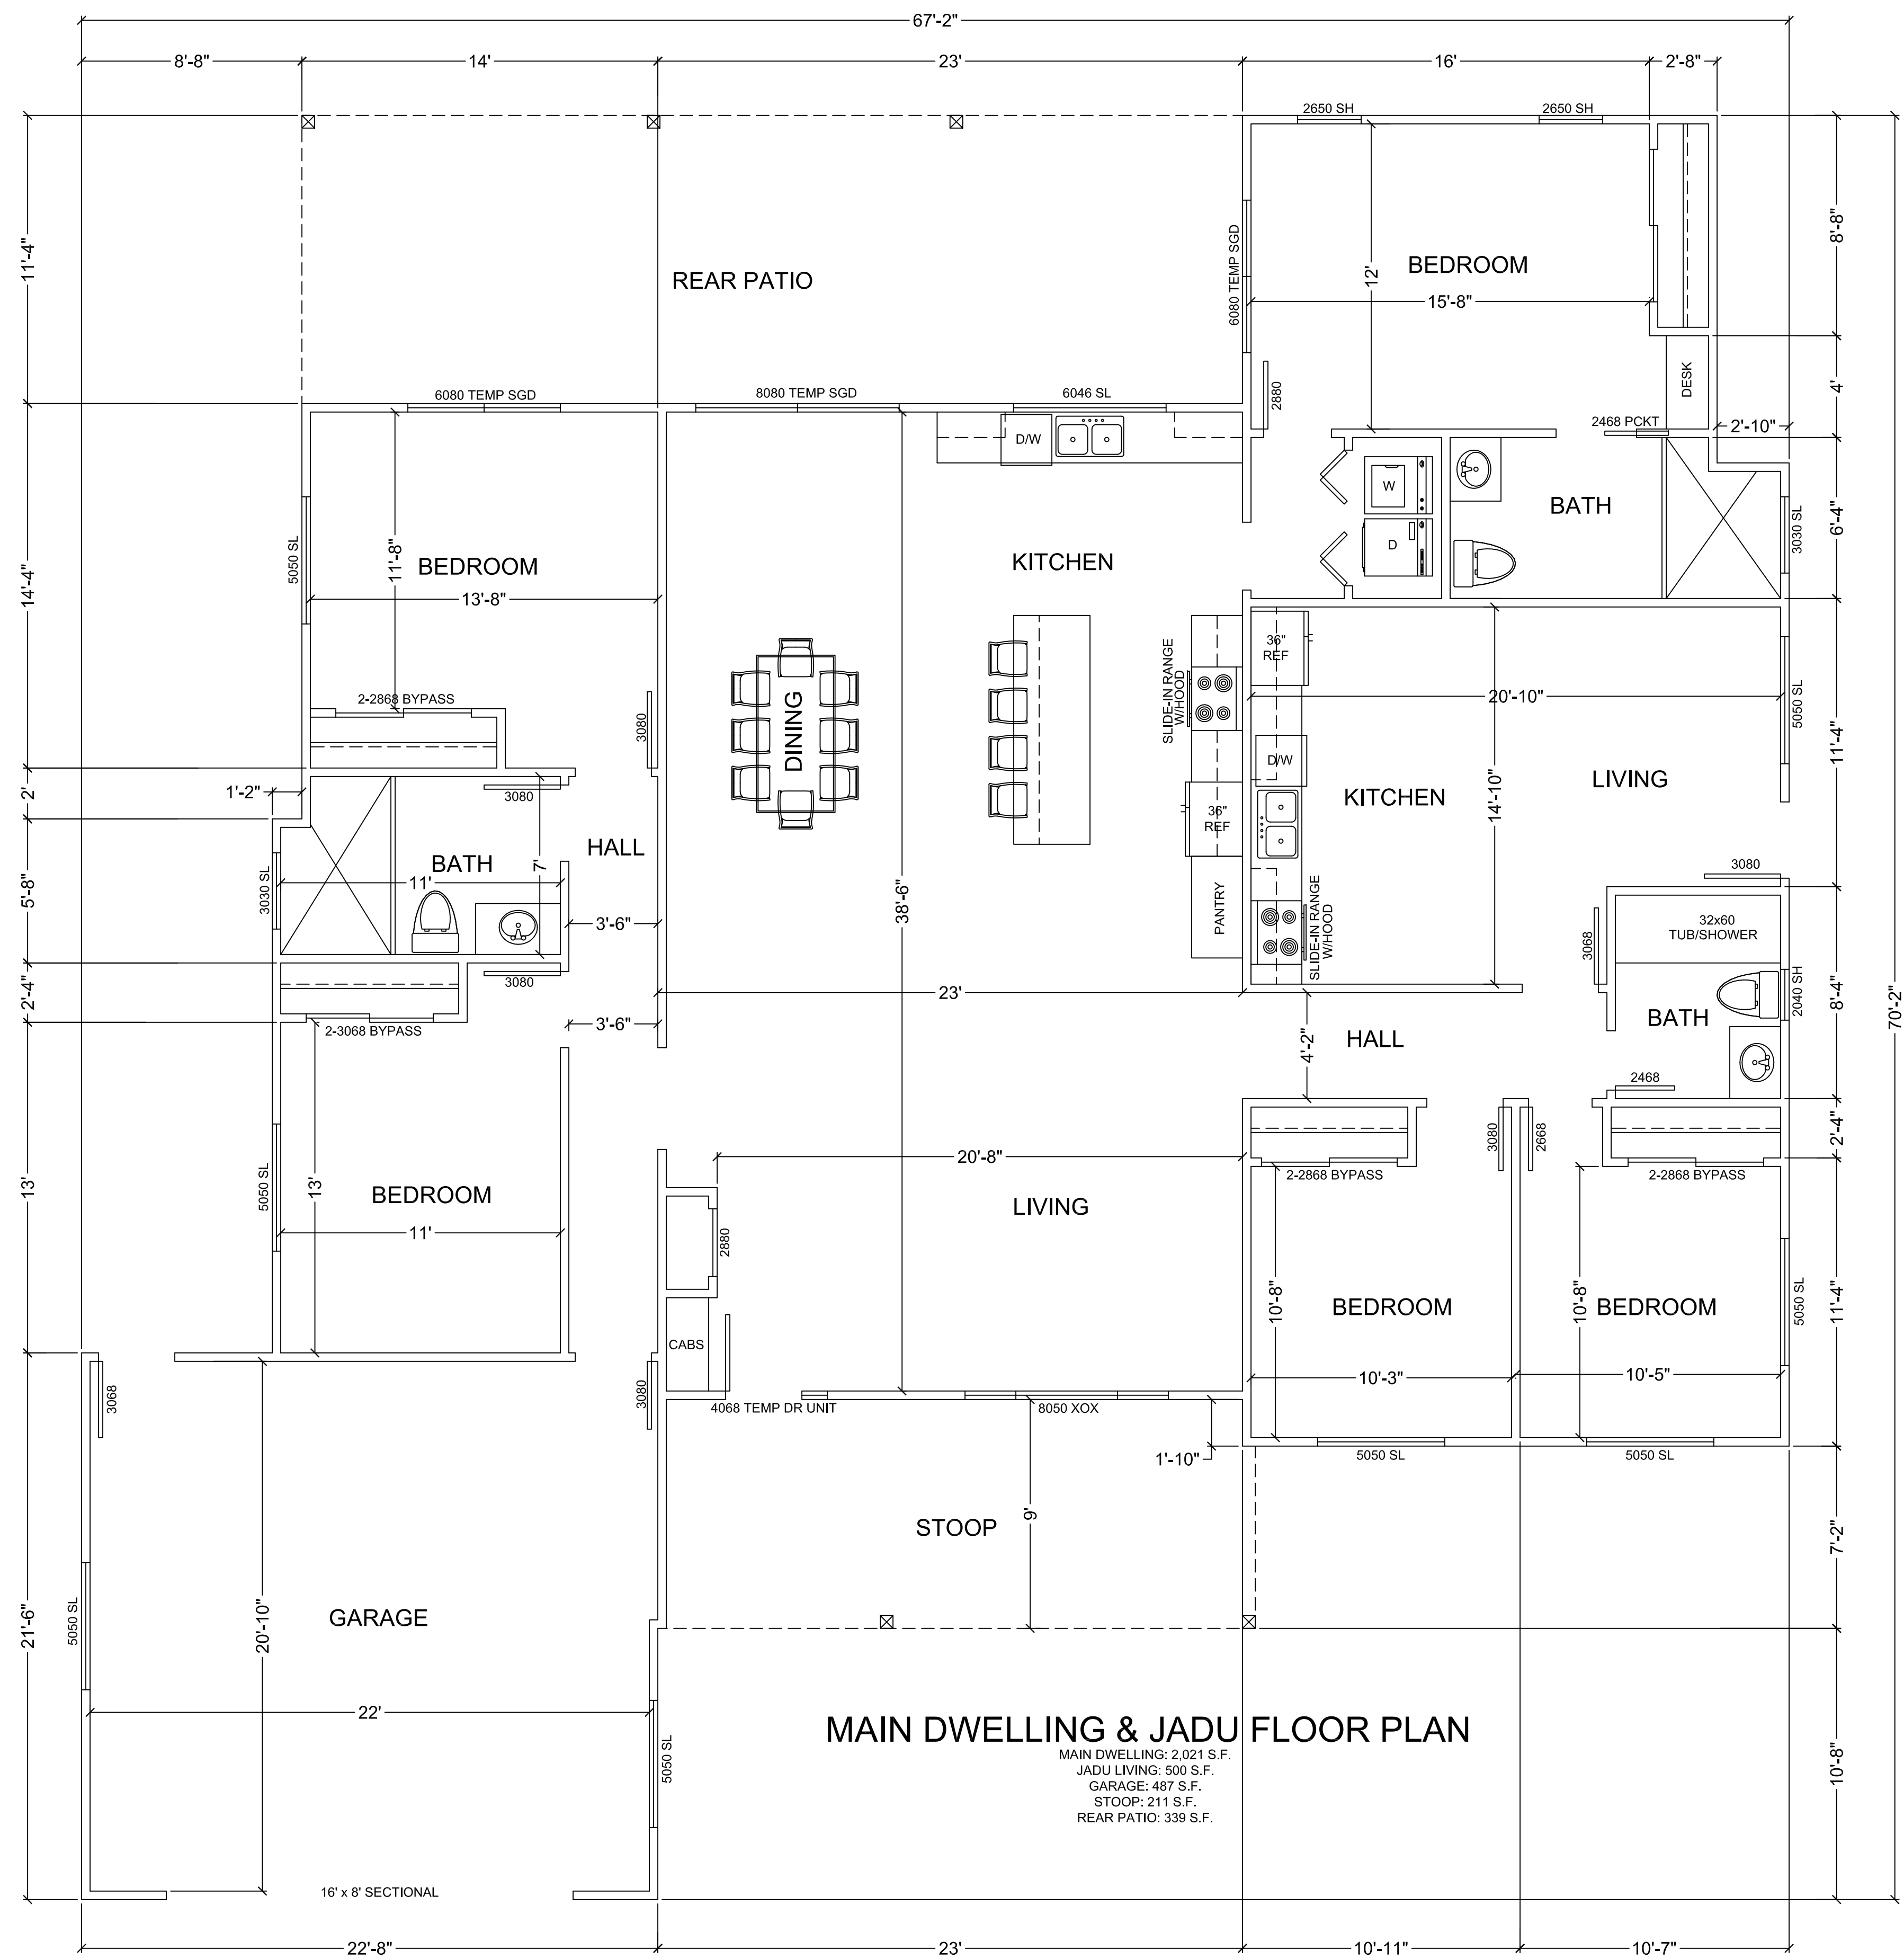 67'-2"
8'-8"
14'
23'
16'
2'-8"
2650 SH
2650 SH
11'-4"
REAR PATIO
6080 TEMP SGD
12'
BEDROOM
15'-8"
8'-8"
DESK
4'
2880
2468 PCKT
2'-10"
6080 TEMP SGD
8080 TEMP SGD
6046 SL
D/W
W
D
BATH
3030 SL
6'-4"
14'-4"
5050 SL
11'-8"
BEDROOM
13'-8"
KITCHEN
2-2868 BYPASS
3080
DINING
SLIDE-IN RANGE
W/HOOD
36"
REF
20'-10"
5050 SL
11'-4"
D/W
KITCHEN
14'-10"
LIVING
36"
REF
2'
1'-2"
3080
HALL
BATH
7'
11'
5'-8"
3030 SL
3'-6"
38'-6"
PANTRY
SLIDE-IN RANGE
W/HOOD
3080
32x60
TUB/SHOWER
3068
2040 SH
8'-4"
70'-2"
3080
2'-4"
23'
3'-6"
2-3068 BYPASS
4'-2"
HALL
BATH
2468
13'
5050 SL
13'
BEDROOM
11'
20'-8"
LIVING
2880
3080
2668
2'-4"
2-2868 BYPASS
2-2868 BYPASS
10'-8"
BEDROOM
10'-8"
BEDROOM
5050 SL
11'-4"
CABS
10'-3"
10'-5"
3068
3080
4068 TEMP DR UNIT
8050 XOX
1'-10"
5050 SL
5050 SL
STOOP
9'
7'-2"
21'-6"
5050 SL
20'-10"
GARAGE
22'
5050 SL
MAIN DWELLING & JADU FLOOR PLAN
MAIN DWELLING: 2,021 S.F.
JADU LIVING: 500 S.F.
GARAGE: 487 S.F.
STOOP: 211 S.F.
REAR PATIO: 339 S.F.
10'-8"
16' x 8' SECTIONAL
22'-8"
23'
10'-11"
10'-7"